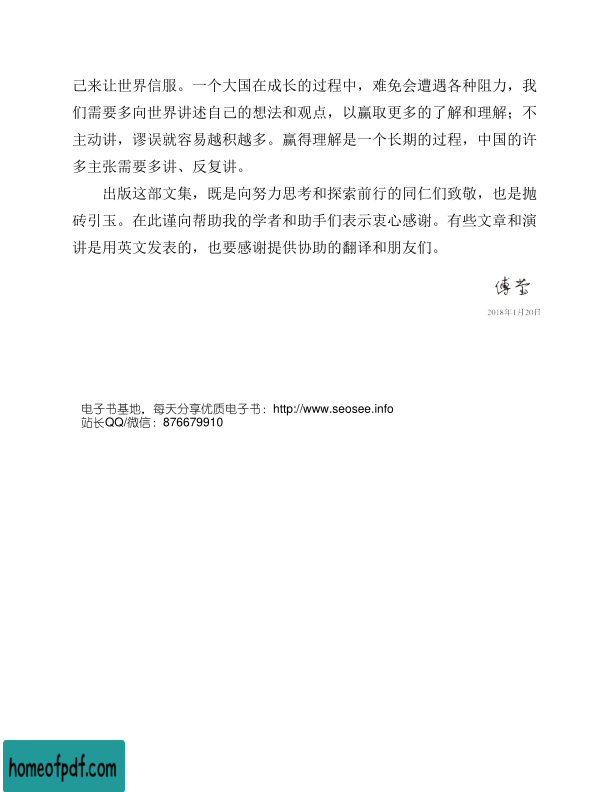 己来让世界信服。一个大国在成长的过程中，难免会遭遇各种阻力，我
们需要多向世界讲述自己的想法和观点，以赢取更多的了解和理解；不
主动讲，谬误就容易越积越多。赢得理解是一个长期的过程，中国的许
多主张需要多讲、反复讲。
出版这部文集，既是向努力思考和探索前行的同仁们致敬，也是抛
砖引玉。在此谨向帮助我的学者和助手们表示衷心感谢。有些文章和演
讲是用英文发表的，也要感谢提供协助的翻译和朋友们。
傅莹
2018年1月20日
电子书基地，每天分享优质电子书：http://www.seosee.info
站长QQ/微信：876679910
homeofpdf.com